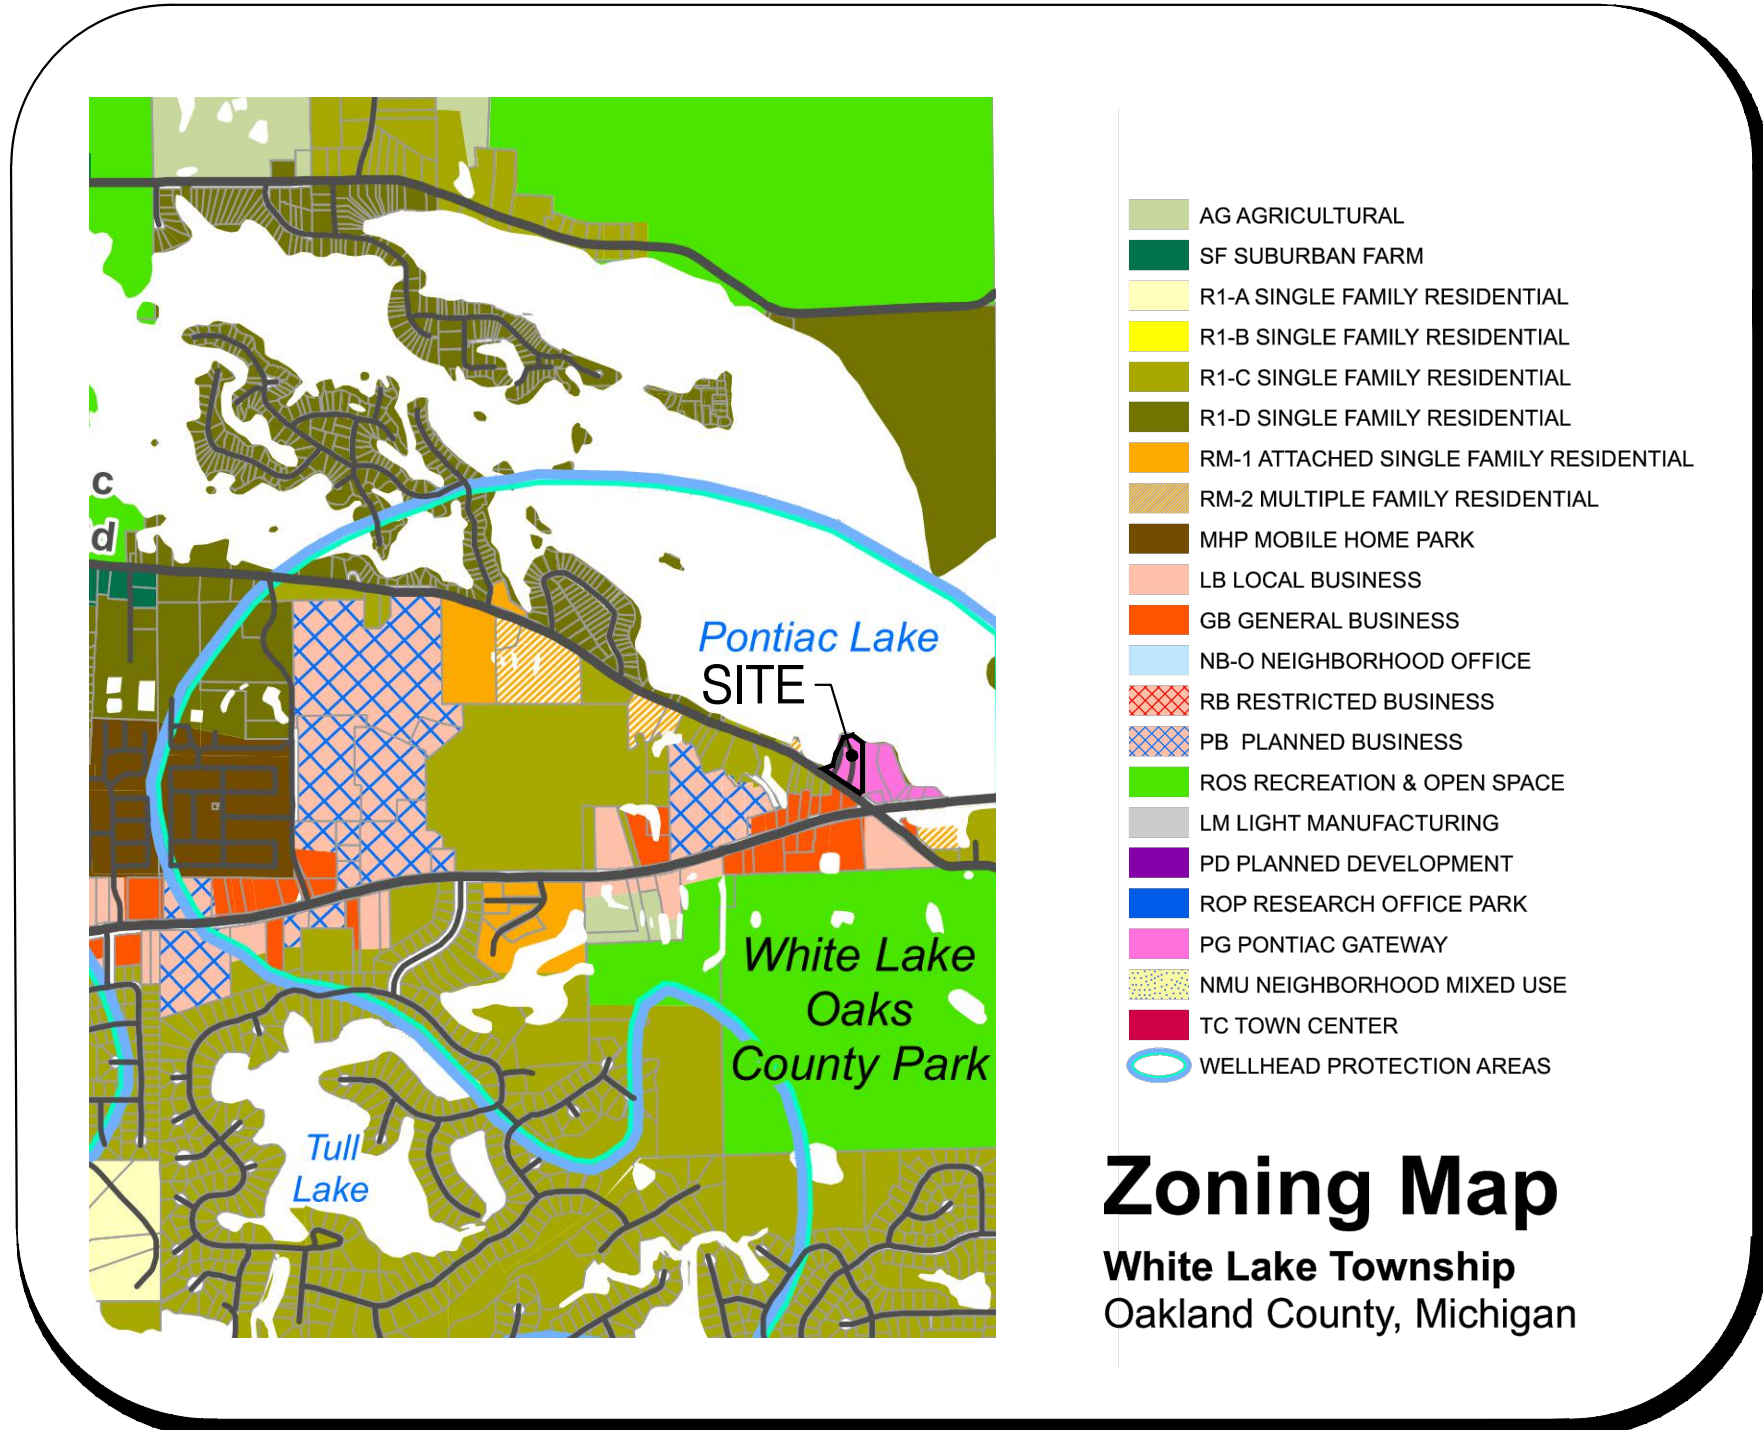 c
d
Pontiac Lake
SITE
White Lake
Oaks
County Park
Tull
Lake
AG AGRICULTURAL
SF SUBURBAN FARM
R1-A SINGLE FAMILY RESIDENTIAL
R1-B SINGLE FAMILY RESIDENTIAL
R1-C SINGLE FAMILY RESIDENTIAL
R1-D SINGLE FAMILY RESIDENTIAL
RM-1 ATTACHED SINGLE FAMILY RESIDENTIAL
RM-2 MULTIPLE FAMILY RESIDENTIAL
MHP MOBILE HOME PARK
LB LOCAL BUSINESS
GB GENERAL BUSINESS
NB-O NEIGHBORHOOD OFFICE
RB RESTRICTED BUSINESS
PB PLANNED BUSINESS
ROS RECREATION & OPEN SPACE
LM LIGHT MANUFACTURING
PD PLANNED DEVELOPMENT
ROP RESEARCH OFFICE PARK
PG PONTIAC GATEWAY
NMU NEIGHBORHOOD MIXED USE
TC TOWN CENTER
WELLHEAD PROTECTION AREAS
Zoning Map
White Lake Township
Oakland County, Michigan